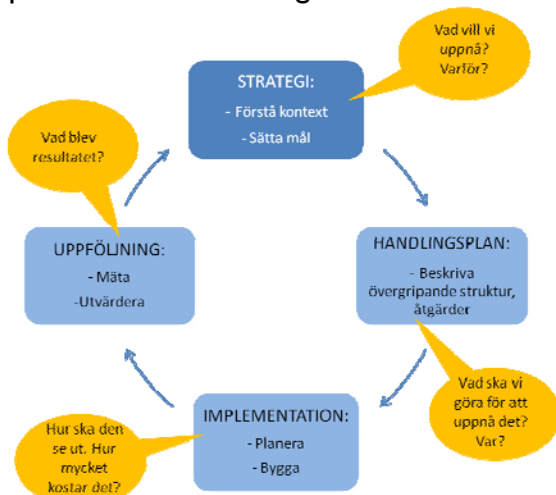 Vad vill vi
uppnå?
Varför?
STRATEGI:
- Förstå kontext
- Sätta mål
Vad blev
resultatet?
UPPFÖLJNING:
- Mäta
-Utvärdera
HANDLINGSPLAN:
- Beskriva
övergripande struktur,
åtgärder
Vad ska vi
göra för att
uppnå det?
Var?
IMPLEMENTATION:
- Planera
- Bygga
Hur ska den
se ut. Hur
mycket
kostar det?